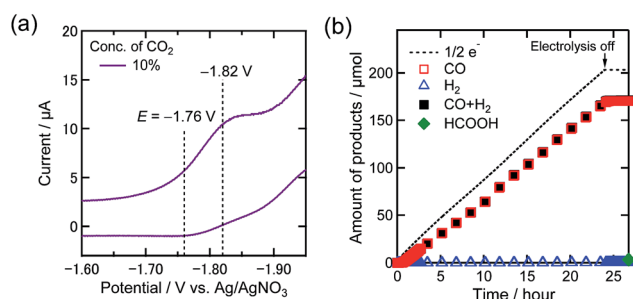 (a)
Conc. of CO2
10%
−1.82 V
E = −1.76 V
20
15
10
5
0
Current / μA
−1.60
−1.70
−1.80
−1.90
Potential / V vs. Ag/AgNO3
(b)
1/2 e-
CO
H2
CO+H2
HCOOH
Electrolysis off
200
150
100
50
0
Amount of products / μmol
0
5
10
15
20
25
Time / hour